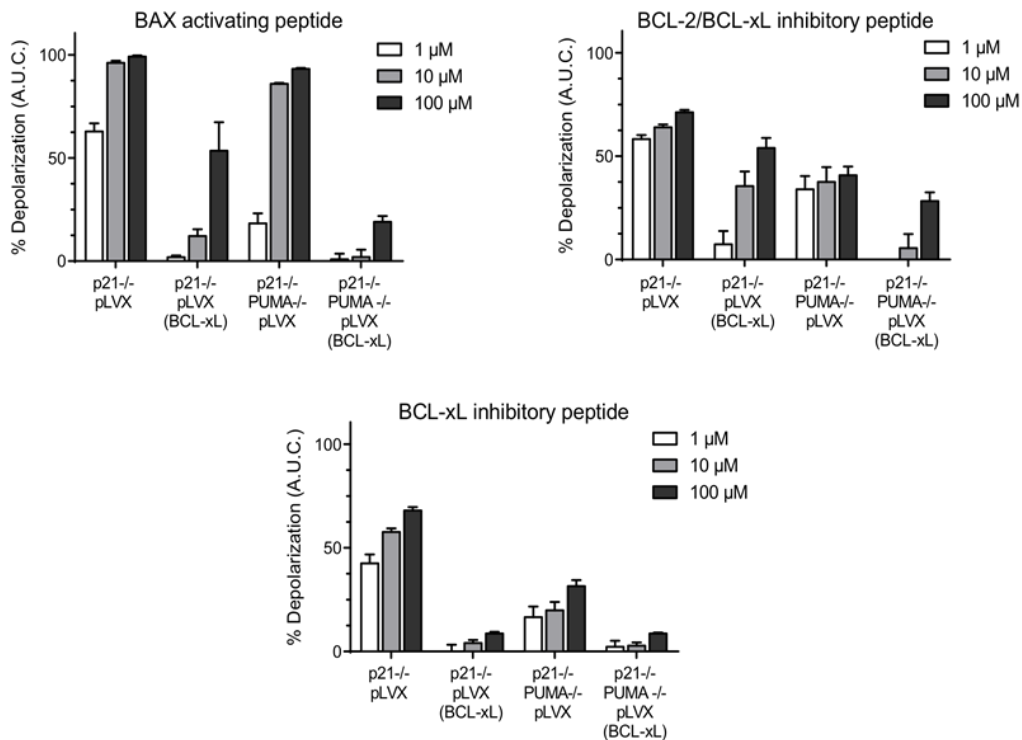 BAX activating peptide
% Depolarization (A.U.C.)
100
50
0
1 µM
10 µM
100 µM
p21-/-
pLVX
p21-/-
pLVX
(BCL-xL)
p21-/-
PUMA-/-
pLVX
p21-/-
PUMA -/-
pLVX
(BCL-xL)
BCL-2/BCL-xL inhibitory peptide
% Depolarization (A.U.C.)
100
50
0
1 µM
10 µM
100 µM
p21-/-
pLVX
p21-/-
pLVX
(BCL-xL)
p21-/-
PUMA-/-
pLVX
p21-/-
PUMA -/-
pLVX
(BCL-xL)
BCL-xL inhibitory peptide
% Depolarization (A.U.C.)
100
50
0
1 µM
10 µM
100 µM
p21-/-
pLVX
p21-/-
pLVX
(BCL-xL)
p21-/-
PUMA-/-
pLVX
p21-/-
PUMA -/-
pLVX
(BCL-xL)